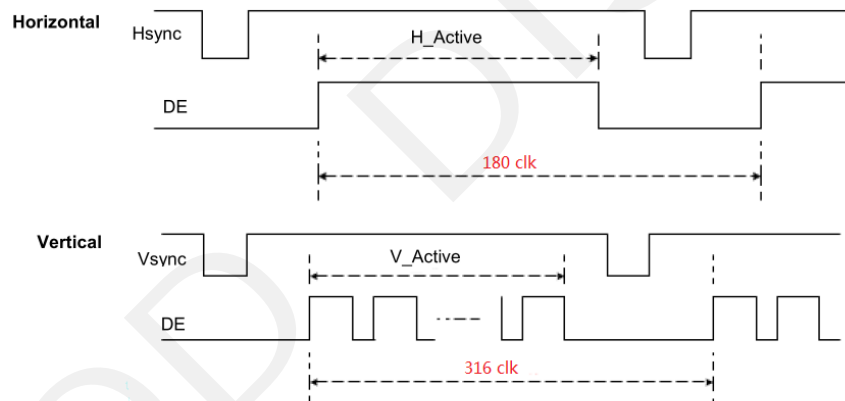 Horizontal
Hsync
H_Active
DE
180 clk
Vertical
Vsync
V_Active
DE
316 clk